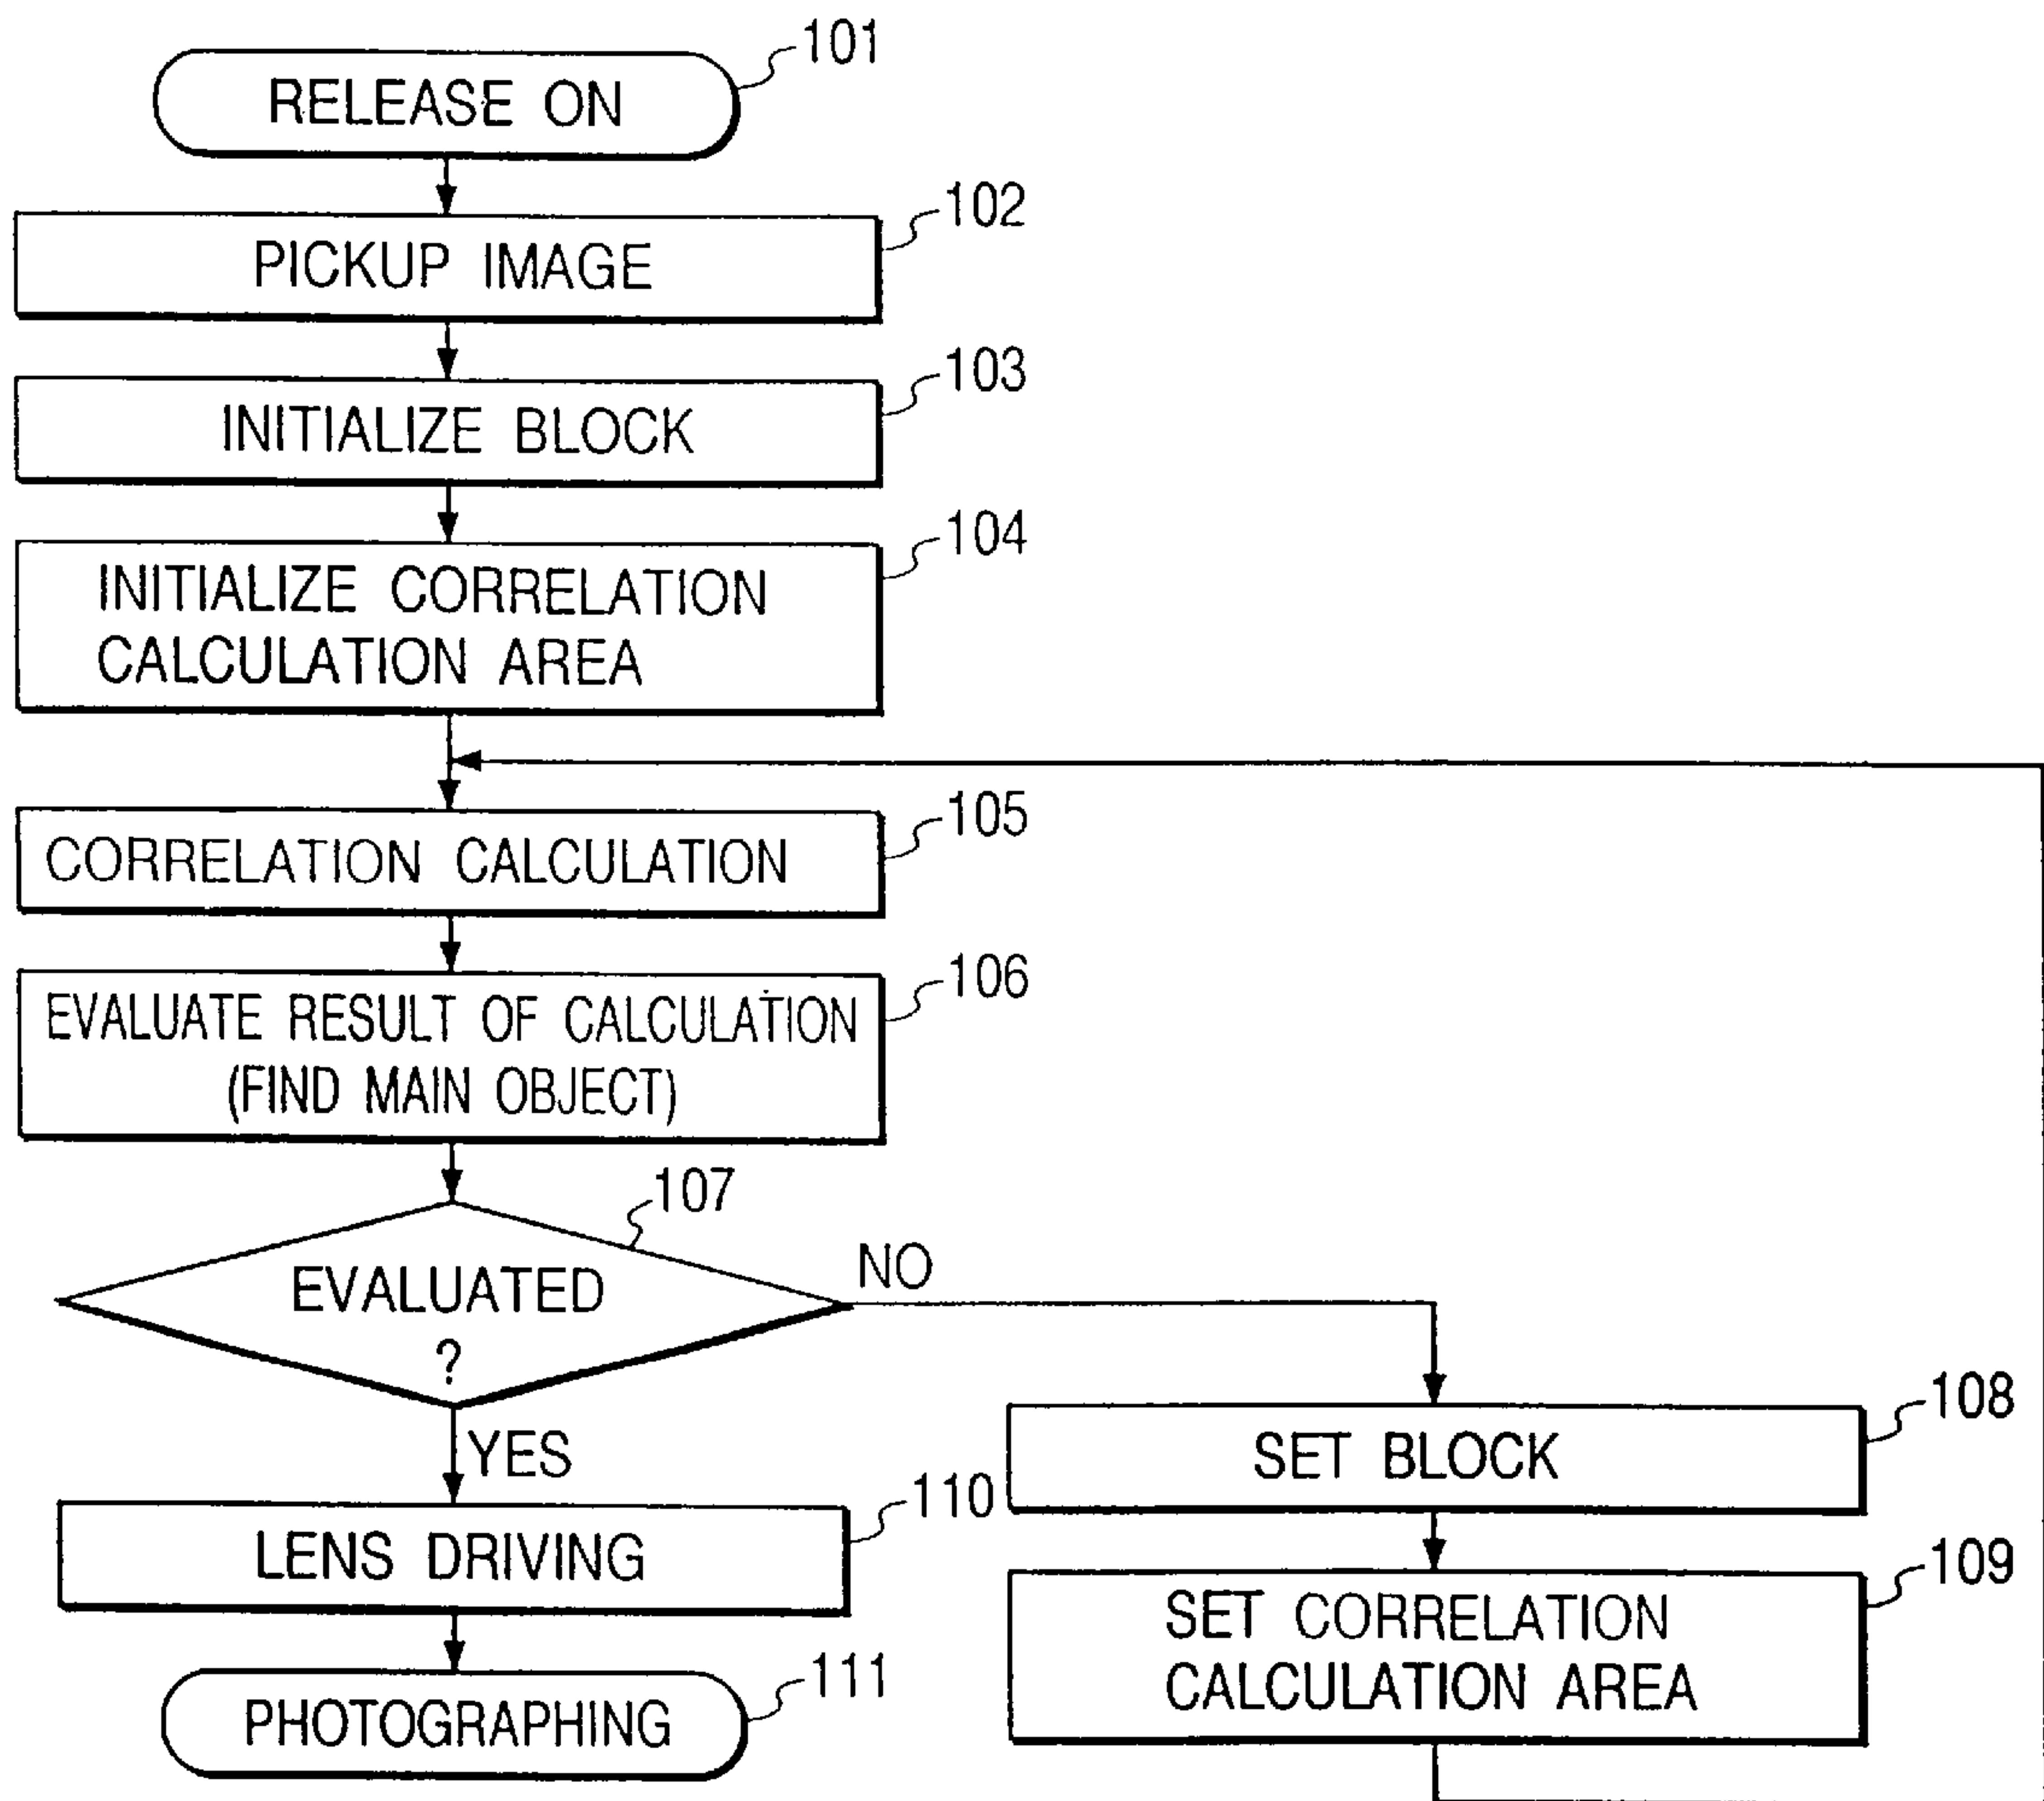 RELEASE ON
101
PICKUP IMAGE
102
INITIALIZE BLOCK
103
INITIALIZE CORRELATION
CALCULATION AREA
104
CORRELATION CALCULATION
105
EVALUATE RESULT OF CALCULATION
(FIND MAIN OBJECT)
106
EVALUATED
?
107
NO
YES
SET BLOCK
108
SET CORRELATION
CALCULATION AREA
109
LENS DRIVING
110
PHOTOGRAPHING
111